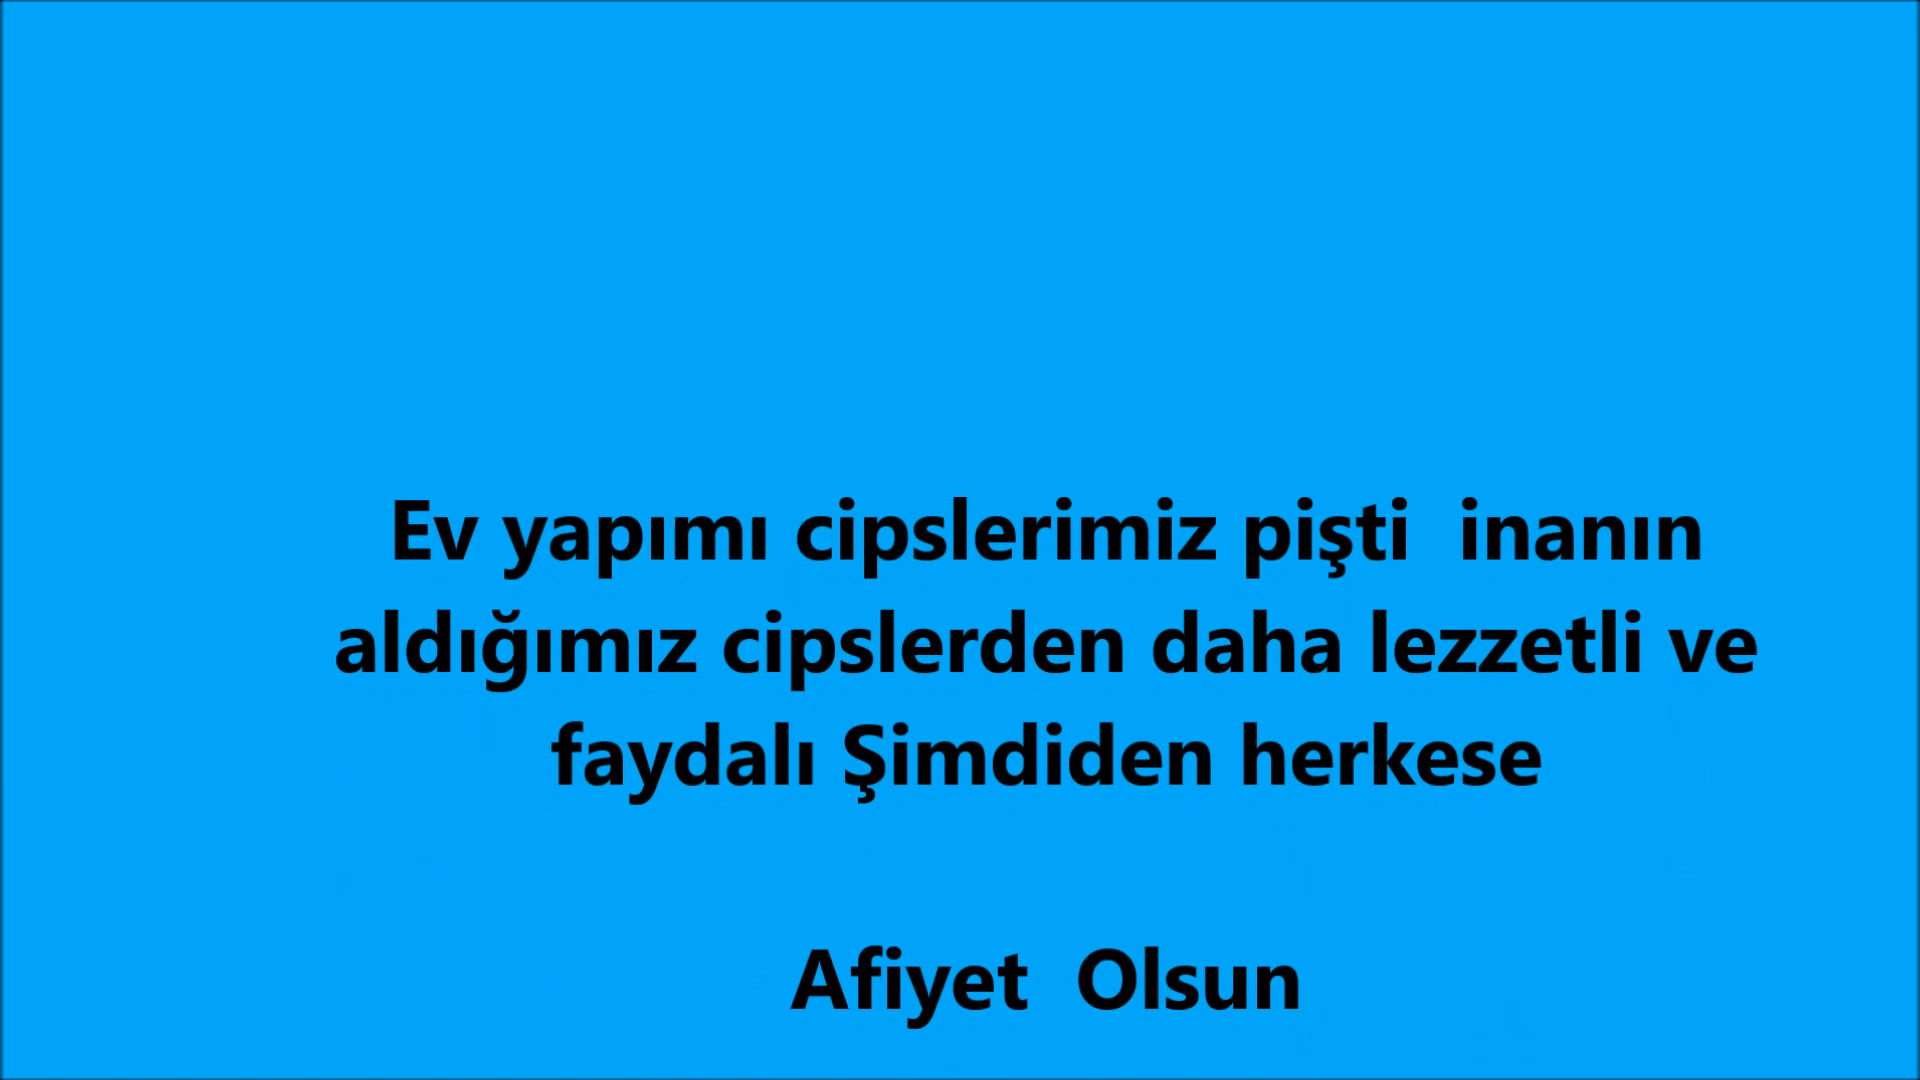 Ev yapımı cipslerimiz pişti  inanın
aldığımız cipslerden daha lezzetli ve
faydalı Şimdiden herkese
Afiyet  Olsun